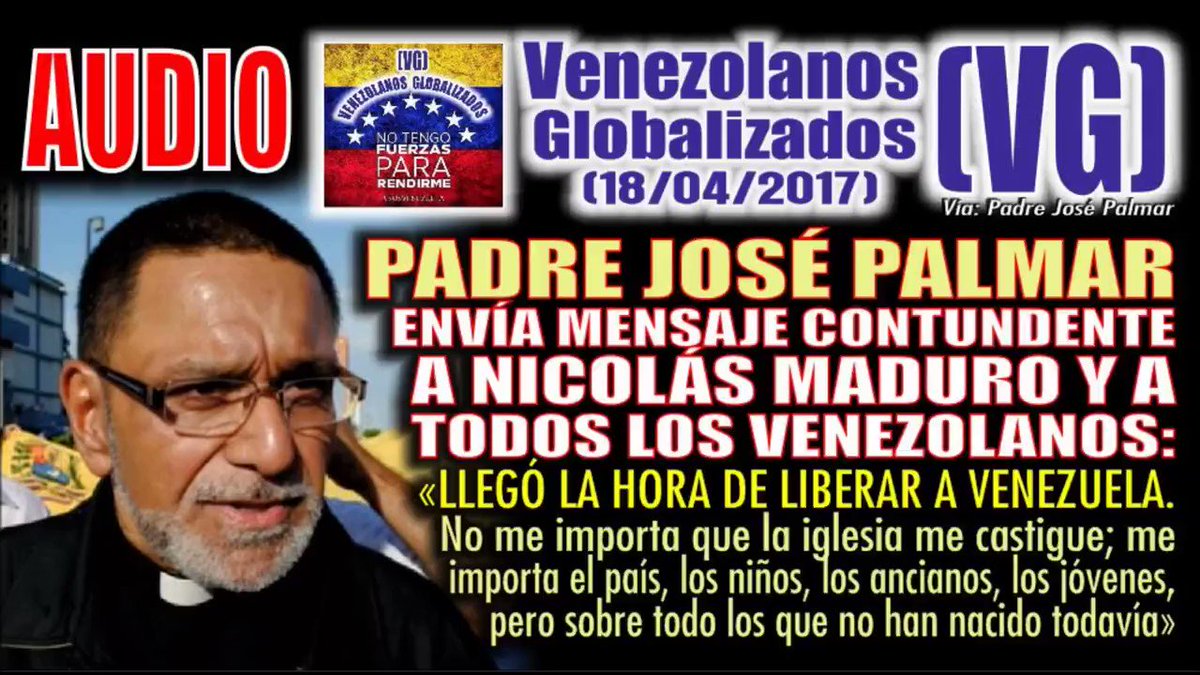 AUDIO
(VG)
VENEZOLANOS GLOBALIZADOS
NO TENGO
FUERZAS
PARA
RENDIRME
Venezolanos
Globalizados
(18/04/2017)
(VG)
Vía: Padre José Palmar
PADRE JOSÉ PALMAR
ENVÍA MENSAJE CONTUNDENTE
A NICOLÁS MADURO Y A
TODOS LOS VENEZOLANOS:
«LLEGÓ LA HORA DE LIBERAR A VENEZUELA.
No me importa que la iglesia me castigue; me
importa el país, los niños, los ancianos, los jóvenes,
pero sobre todo los que no han nacido todavía»